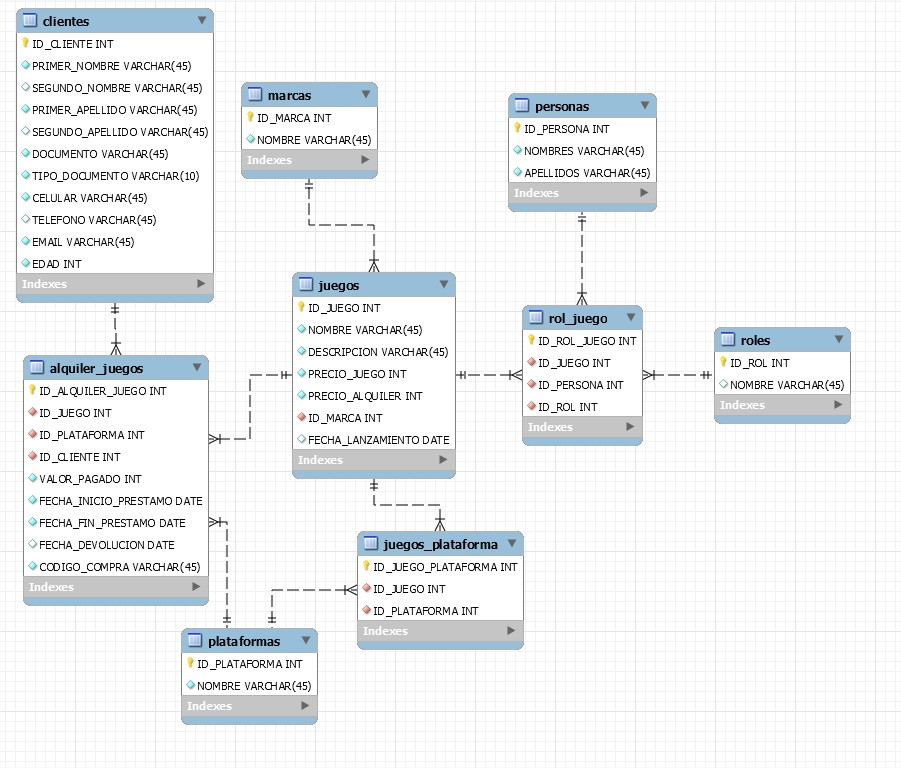 clientes
ID_CLIENTE INT
PRIMER_NOMBRE VARCHAR(45)
SEGUNDO_NOMBRE VARCHAR(45)
PRIMER_APELLIDO VARCHAR(45)
SEGUNDO_APELLIDO VARCHAR(45)
DOCUMENTO VARCHAR(45)
TIPO_DOCUMENTO VARCHAR(10)
CELULAR VARCHAR(45)
TELEFONO VARCHAR(45)
EMAIL VARCHAR(45)
EDAD INT
Indexes
marcas
ID_MARCA INT
NOMBRE VARCHAR(45)
Indexes
personas
ID_PERSONA INT
NOMBRES VARCHAR(45)
APELLIDOS VARCHAR(45)
Indexes
juegos
ID_JUEGO INT
NOMBRE VARCHAR(45)
DESCRIPCION VARCHAR(45)
PRECIO_JUEGO INT
PRECIO_ALQUILER INT
ID_MARCA INT
FECHA_LANZAMIENTO DATE
Indexes
rol_juego
ID_ROL_JUEGO INT
ID_JUEGO INT
ID_PERSONA INT
ID_ROL INT
Indexes
roles
ID_ROL INT
NOMBRE VARCHAR(45)
Indexes
alquiler_juegos
ID_ALQUILER_JUEGO INT
ID_JUEGO INT
ID_PLATAFORMA INT
ID_CLIENTE INT
VALOR_PAGADO INT
FECHA_INICIO_PRESTAMO DATE
FECHA_FIN_PRESTAMO DATE
FECHA_DEVOLUCION DATE
CODIGO_COMPRA VARCHAR(45)
Indexes
juegos_plataforma
ID_JUEGO_PLATAFORMA INT
ID_JUEGO INT
ID_PLATAFORMA INT
Indexes
plataformas
ID_PLATAFORMA INT
NOMBRE VARCHAR(45)
Indexes